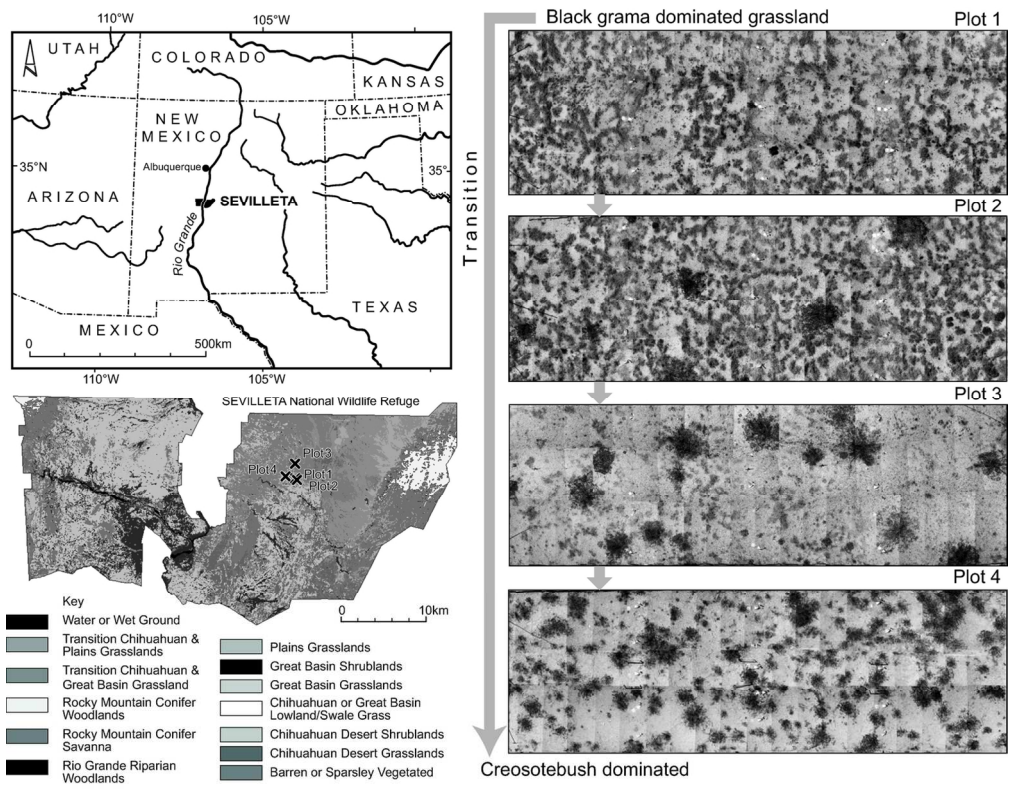 110°W
105°W
UTAH
COLORADO
KANSAS
OKLAHOMA
NEW
MEXICO
Albuquerque
35°N
35°
ARIZONA
SEVILLETA
Rio Grande
TEXAS
MEXICO
0
500km
110°W
105°W
SEVILLETA National Wildlife Refuge
Plot3
Plot4
Plot1
Plot2
0
10km
Key
Water or Wet Ground
Transition Chihuahuan &
Plains Grasslands
Transition Chihuahuan &
Great Basin Grassland
Rocky Mountain Conifer
Woodlands
Rocky Mountain Conifer
Savanna
Rio Grande Riparian
Woodlands
Plains Grasslands
Great Basin Shrublands
Great Basin Grasslands
Chihuahuan or Great Basin
Lowland/Swale Grass
Chihuahuan Desert Shrublands
Chihuahuan Desert Grasslands
Barren or Sparsley Vegetated
Black grama dominated grassland
Transition
Plot 1
Plot 2
Plot 3
Plot 4
Creosotebush dominated